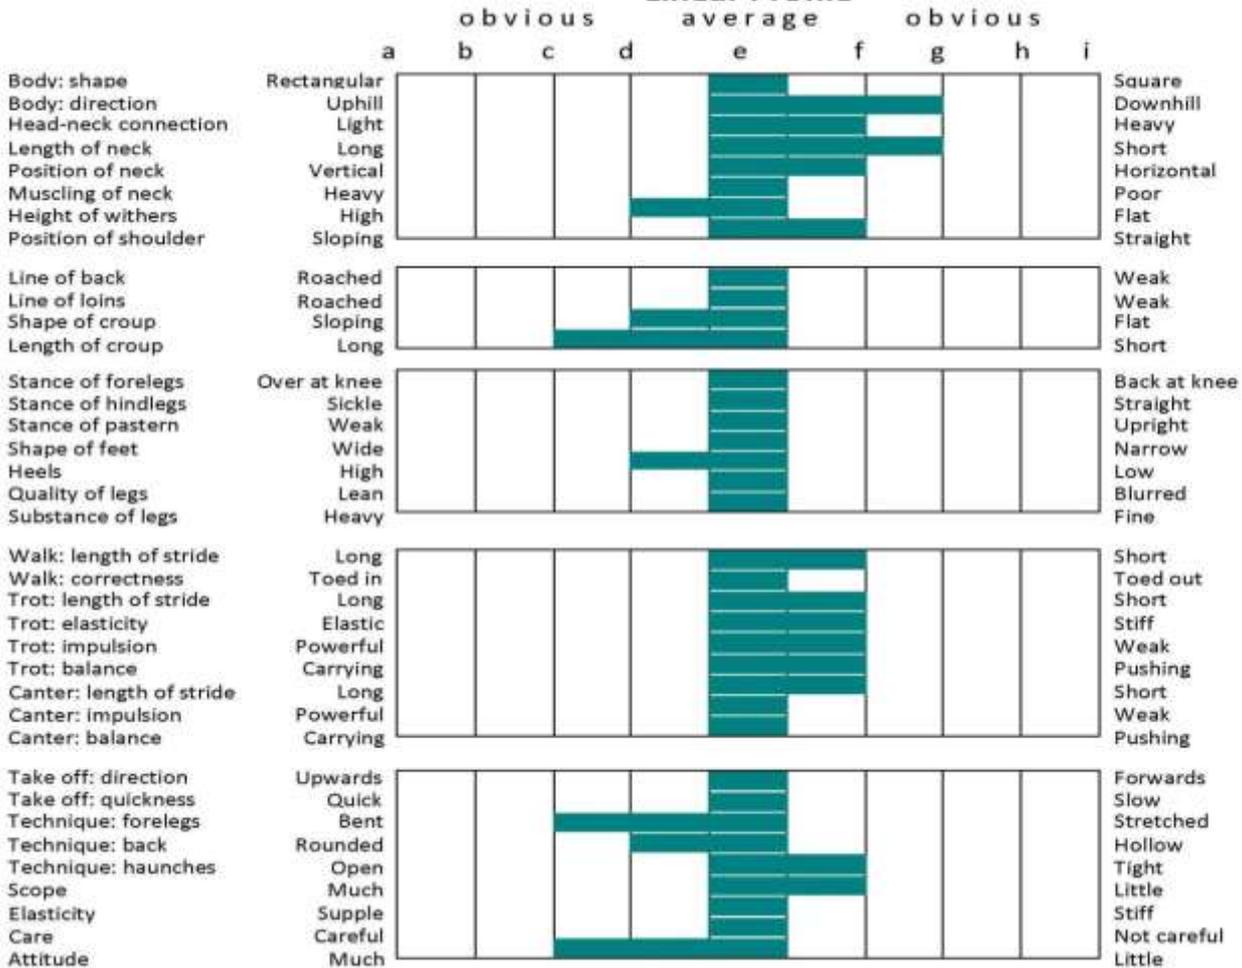 obvious average obvious
a b c d e f g h i
Body: shape Rectangular Square
Body: direction Uphill Downhill
Head-neck connection Light Heavy
Length of neck Long Short
Position of neck Vertical Horizontal
Muscling of neck Heavy Poor
Height of withers High Flat
Position of shoulder Sloping Straight
Line of back Roached Weak
Line of loins Roached Weak
Shape of croup Sloping Flat
Length of croup Long Short
Stance of forelegs Over at knee Back at knee
Stance of hindlegs Sickle Straight
Stance of pastern Weak Upright
Shape of feet Wide Narrow
Heels High Low
Quality of legs Lean Blurred
Substance of legs Heavy Fine
Walk: length of stride Long Short
Walk: correctness Toed in Toed out
Trot: length of stride Long Short
Trot: elasticity Elastic Stiff
Trot: impulsion Powerful Weak
Trot: balance Carrying Pushing
Canter: length of stride Long Short
Canter: impulsion Powerful Weak
Canter: balance Carrying Pushing
Take off: direction Upwards Forwards
Take off: quickness Quick Slow
Technique: forelegs Bent Stretched
Technique: back Rounded Hollow
Technique: haunches Open Tight
Scope Much Little
Elasticity Supple Stiff
Care Careful Not careful
Attitude Much Little